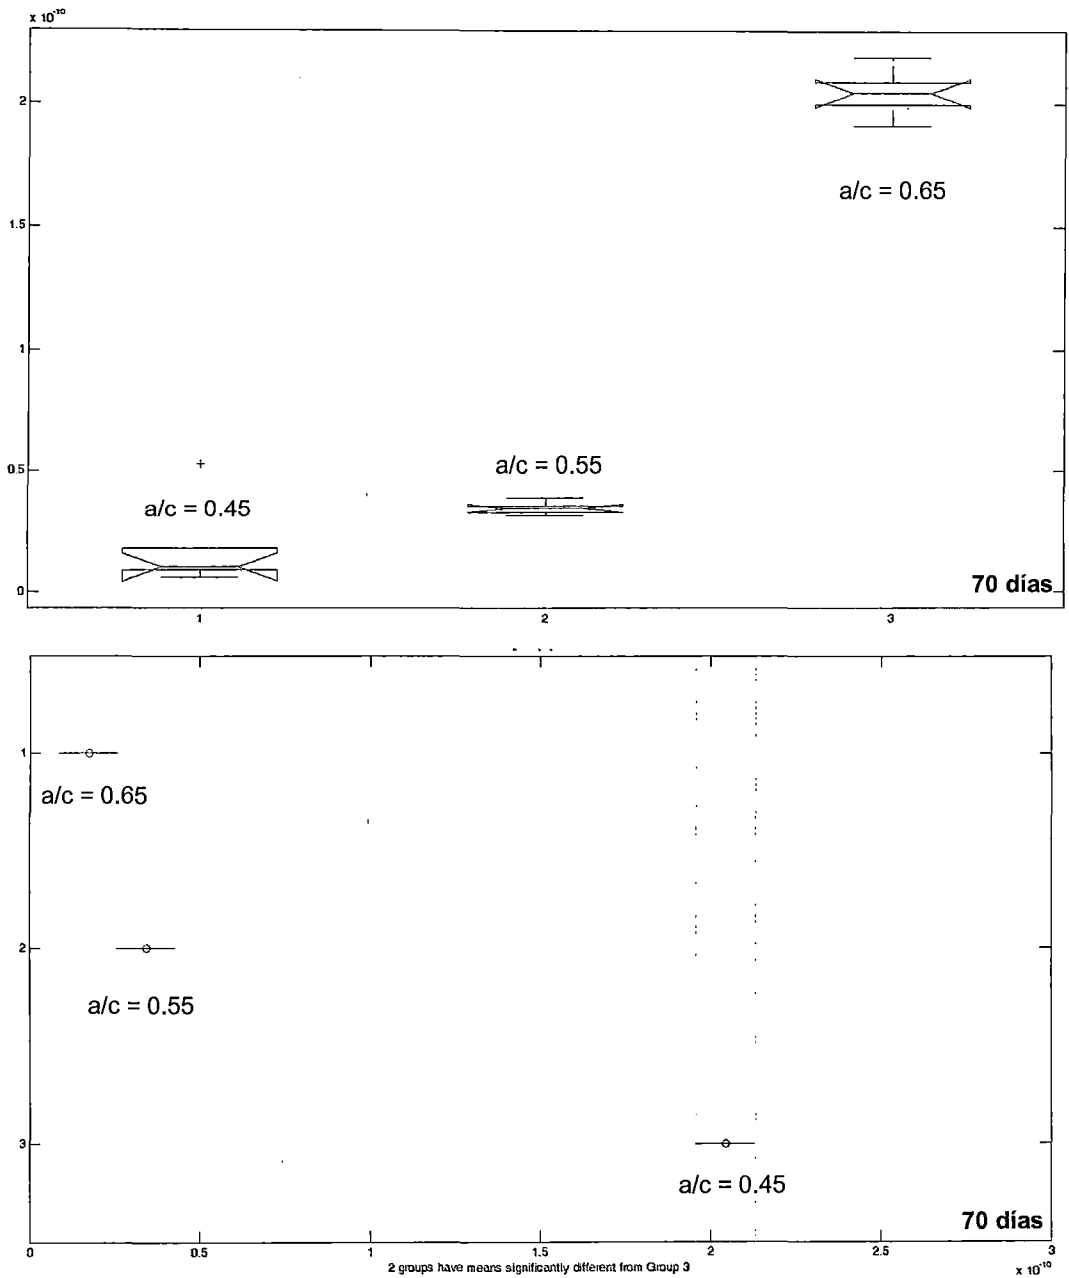 x 10⁻¹⁰
2
a/c = 0.65
1.5
1
0.5
+
a/c = 0.55
a/c = 0.45
0
70 días
1 2 3
1
a/c = 0.65
2
a/c = 0.55
3
a/c = 0.45
70 días
0 0.5 1 1.5 2 2.5 3
2 groups have means significantly different from Group 3
x 10⁻¹⁰